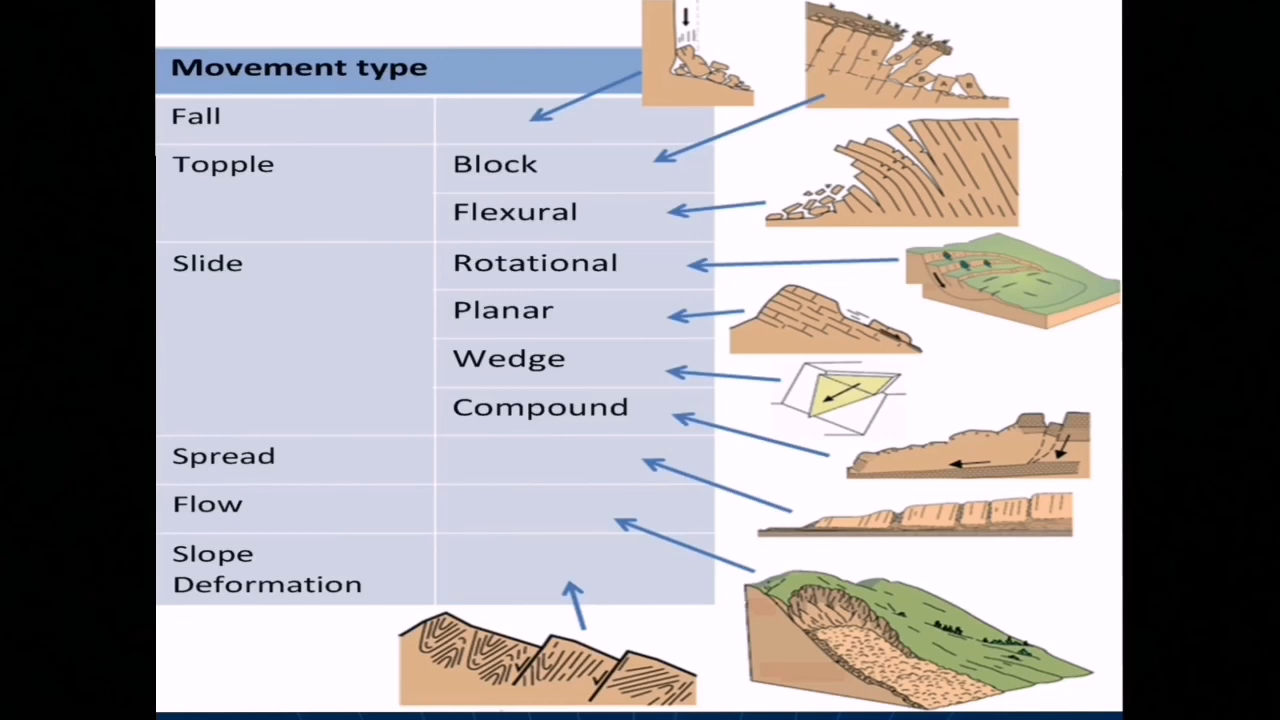 Movement type
Fall
Topple
Block
Flexural
Slide
Rotational
Planar
Wedge
Compound
Spread
Flow
Slope
Deformation